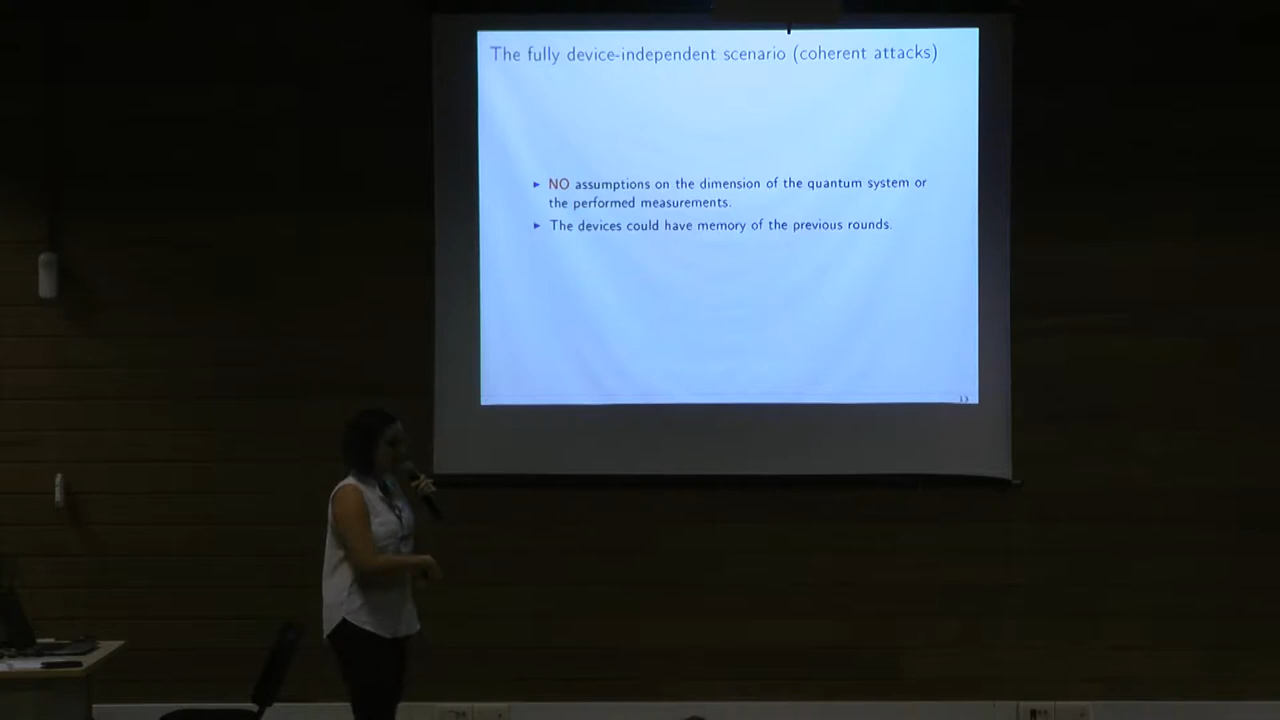 The fully device-independent scenario (coherent attacks)
► NO assumptions on the dimension of the quantum system or
the performed measurements.
► The devices could have memory of the previous rounds.
13